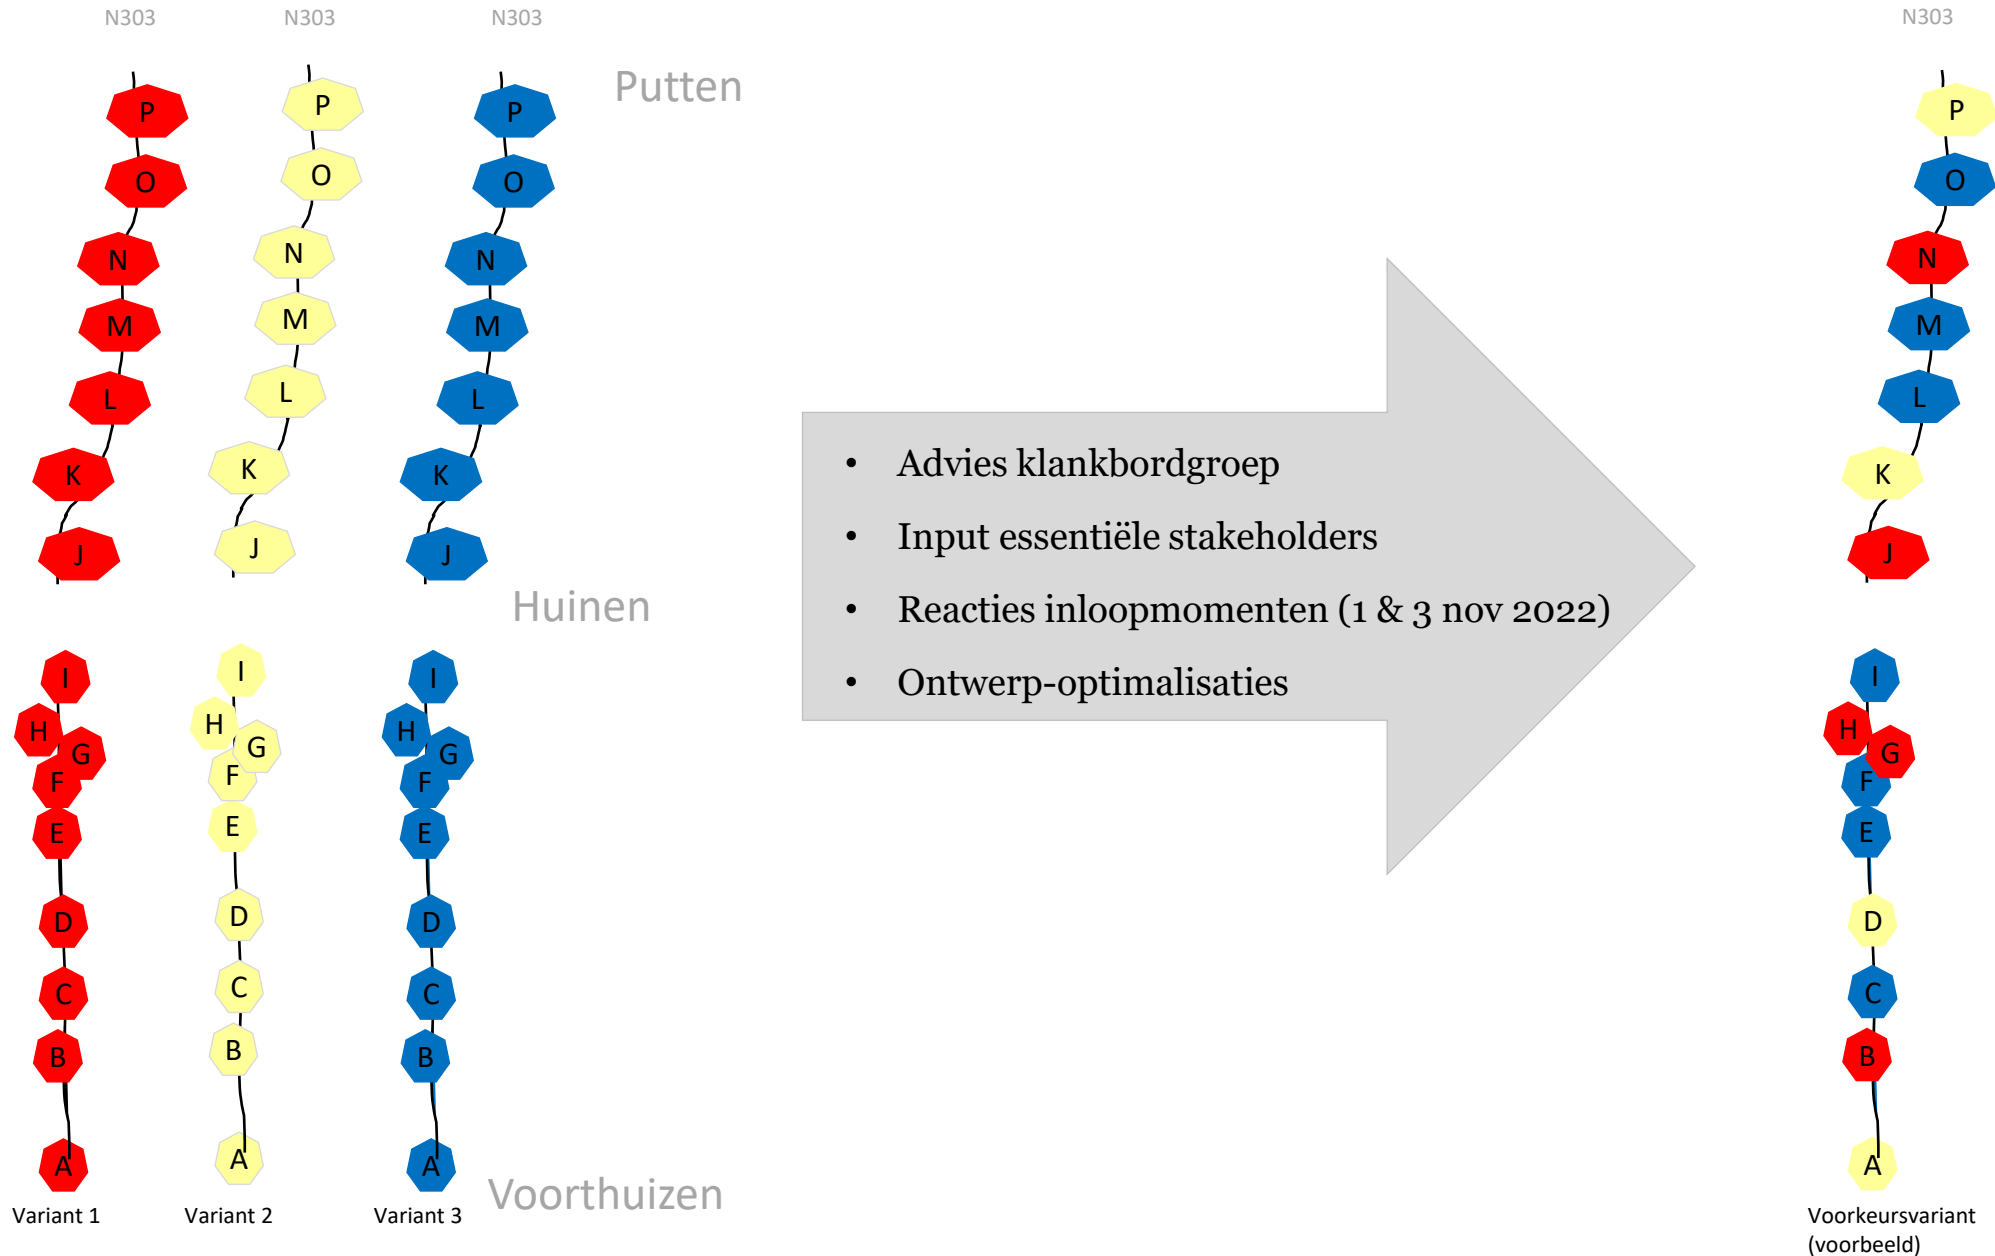 N303
N303
N303
N303
Putten
P
P
P
P
O
O
O
O
N
N
N
N
M
M
M
M
L
L
L
L
K
K
K
K
J
J
J
J
• Advies klankbordgroep
• Input essentiële stakeholders
• Reacties inloopmomenten (1 & 3 nov 2022)
• Ontwerp-optimalisaties
Huinen
I
I
I
I
H
H
H
H
G
G
G
G
F
F
F
F
E
E
E
E
D
D
D
D
C
C
C
C
B
B
B
B
A
A
A
A
Voorthuizen
Variant 1
Variant 2
Variant 3
Voorkeursvariant
(voorbeeld)